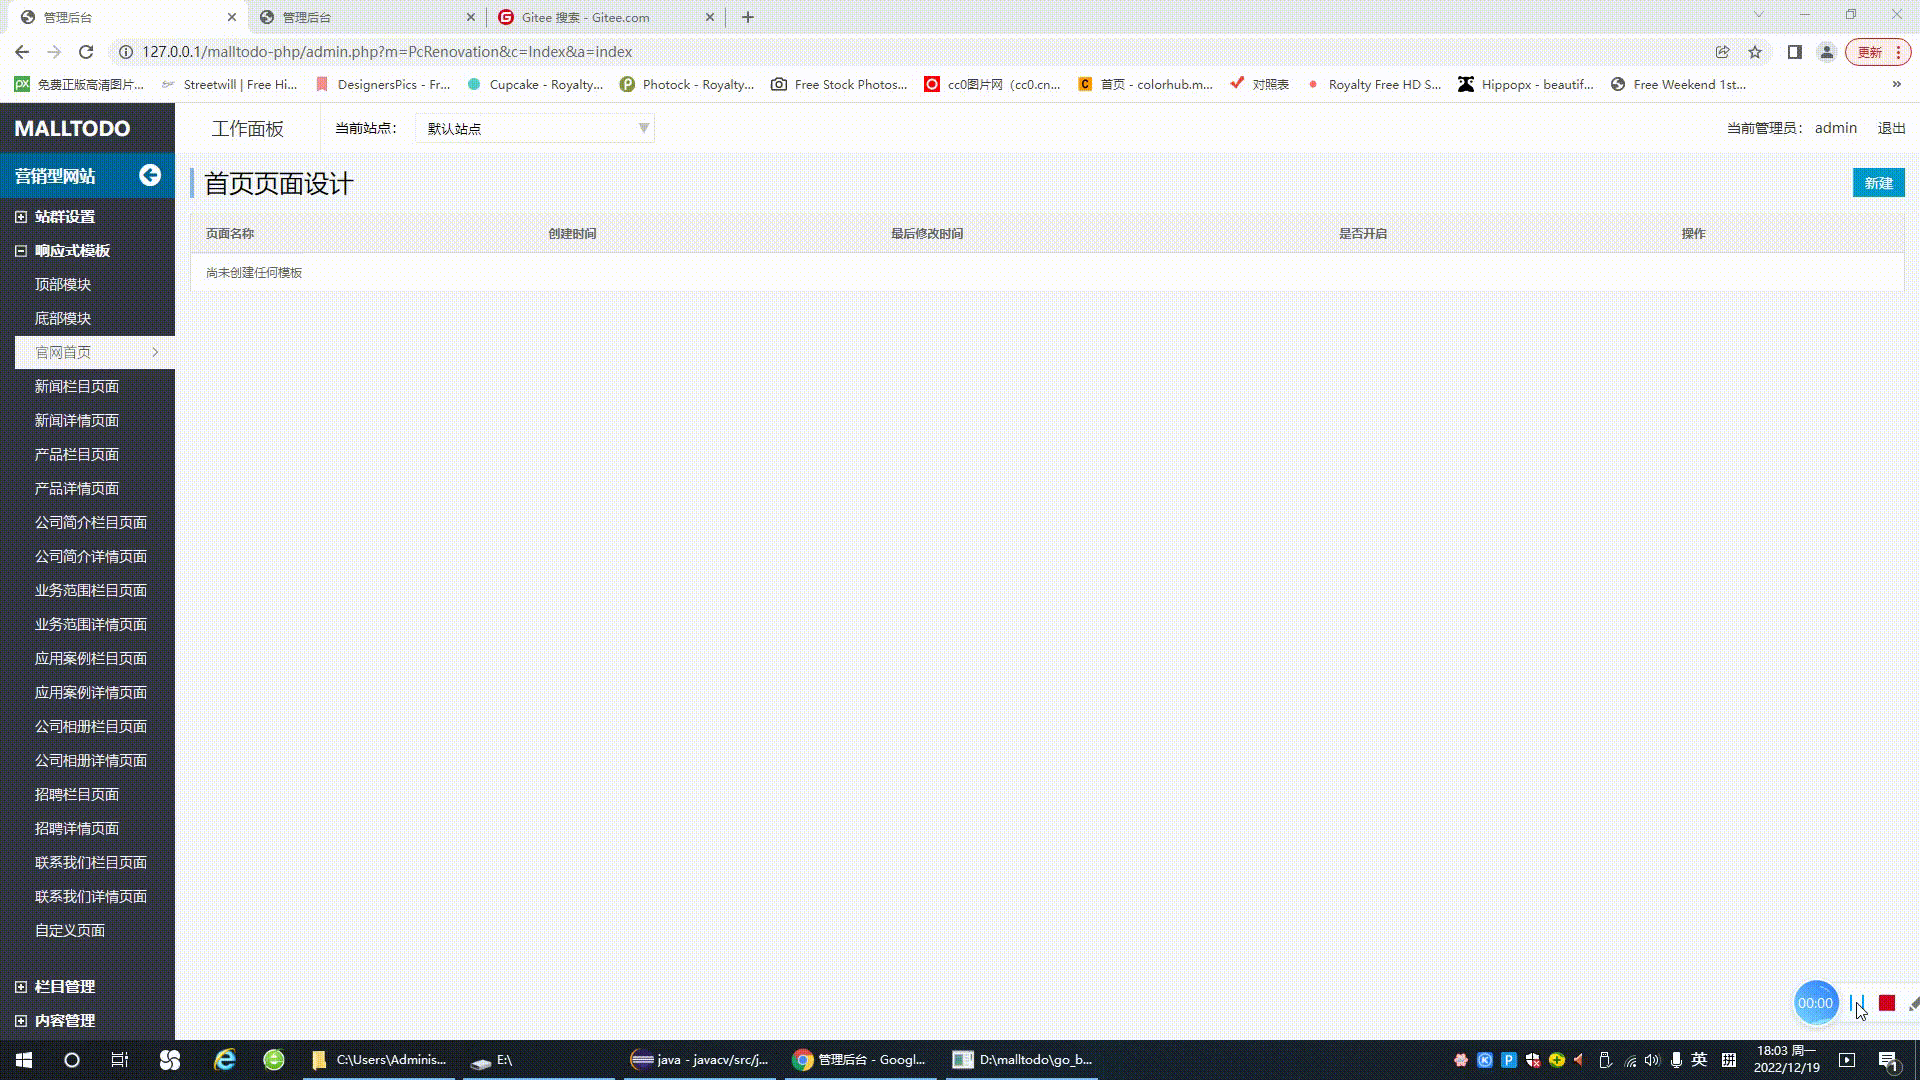 管理后台
管理后台
Gitee 搜索 - Gitee.com
127.0.0.1/malltodo-php/admin.php?m=PcRenovation&c=Index&a=index
更新
免费正版高清图片...
Streetwill | Free Hi...
DesignersPics - Fr...
Cupcake - Royalty...
Photock - Royalty...
Free Stock Photos...
cc0图片网（cc0.cn...
首页 - colorhub.m...
对照表
Royalty Free HD S...
Hippopx - beautif...
Free Weekend 1st...
MALLTODO
工作面板
当前站点：
默认站点
当前管理员： admin
退出
营销型网站
首页页面设计
新建
站群设置
响应式模板
顶部模块
底部模块
官网首页
新闻栏目页面
新闻详情页面
产品栏目页面
产品详情页面
公司简介栏目页面
公司简介详情页面
业务范围栏目页面
业务范围详情页面
应用案例栏目页面
应用案例详情页面
公司相册栏目页面
公司相册详情页面
招聘栏目页面
招聘详情页面
联系我们栏目页面
联系我们详情页面
自定义页面
栏目管理
内容管理
页面名称
创建时间
最后修改时间
是否开启
操作
尚未创建任何模板
00:00
C:\Users\Adminis...
E:\
java - javacv/src/j...
管理后台 - Googl...
D:\malltodo\go_b...
英
拼
18:03 周一
2022/12/19
1